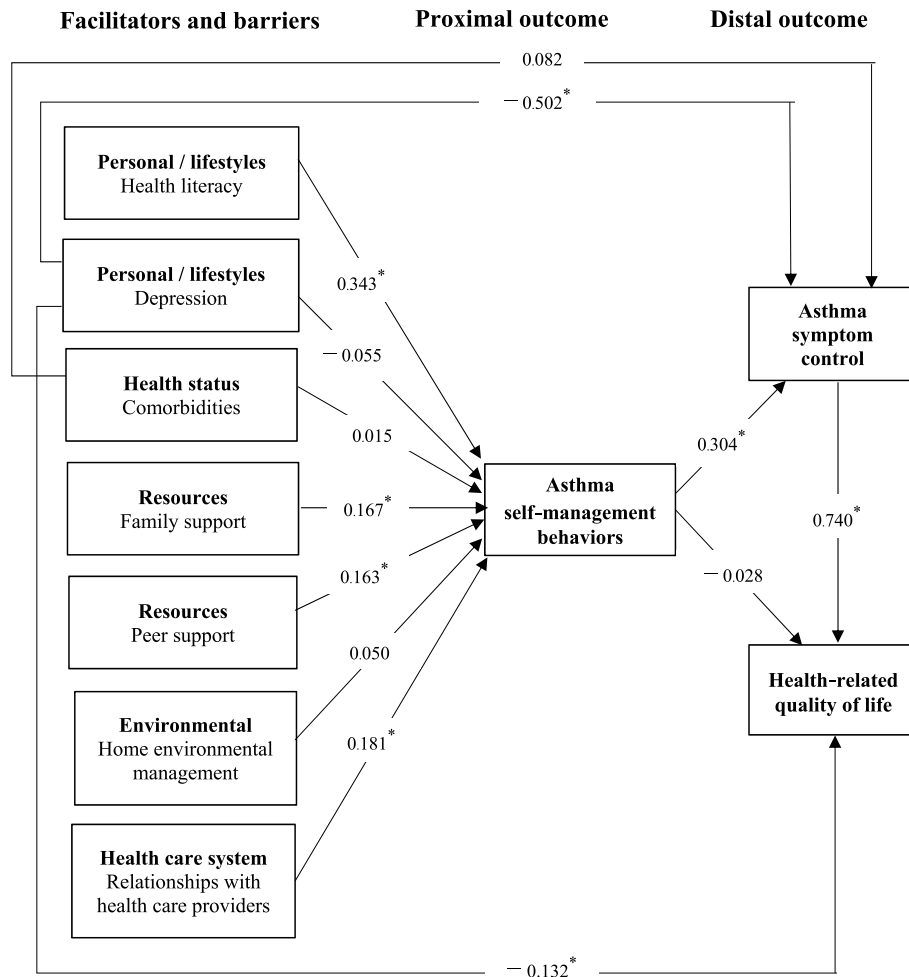 Facilitators and barriers
Proximal outcome
Distal outcome
0.082
− 0.502*
Personal / lifestyles
Health literacy
Personal / lifestyles
Depression
Health status
Comorbidities
Resources
Family support
Resources
Peer support
Environmental
Home environmental
management
Health care system
Relationships with
health care providers
0.343*
− 0.055
0.015
0.167*
0.163*
0.050
0.181*
Asthma
self-management
behaviors
0.304*
− 0.028
Asthma
symptom
control
0.740*
Health-related
quality of life
− 0.132*